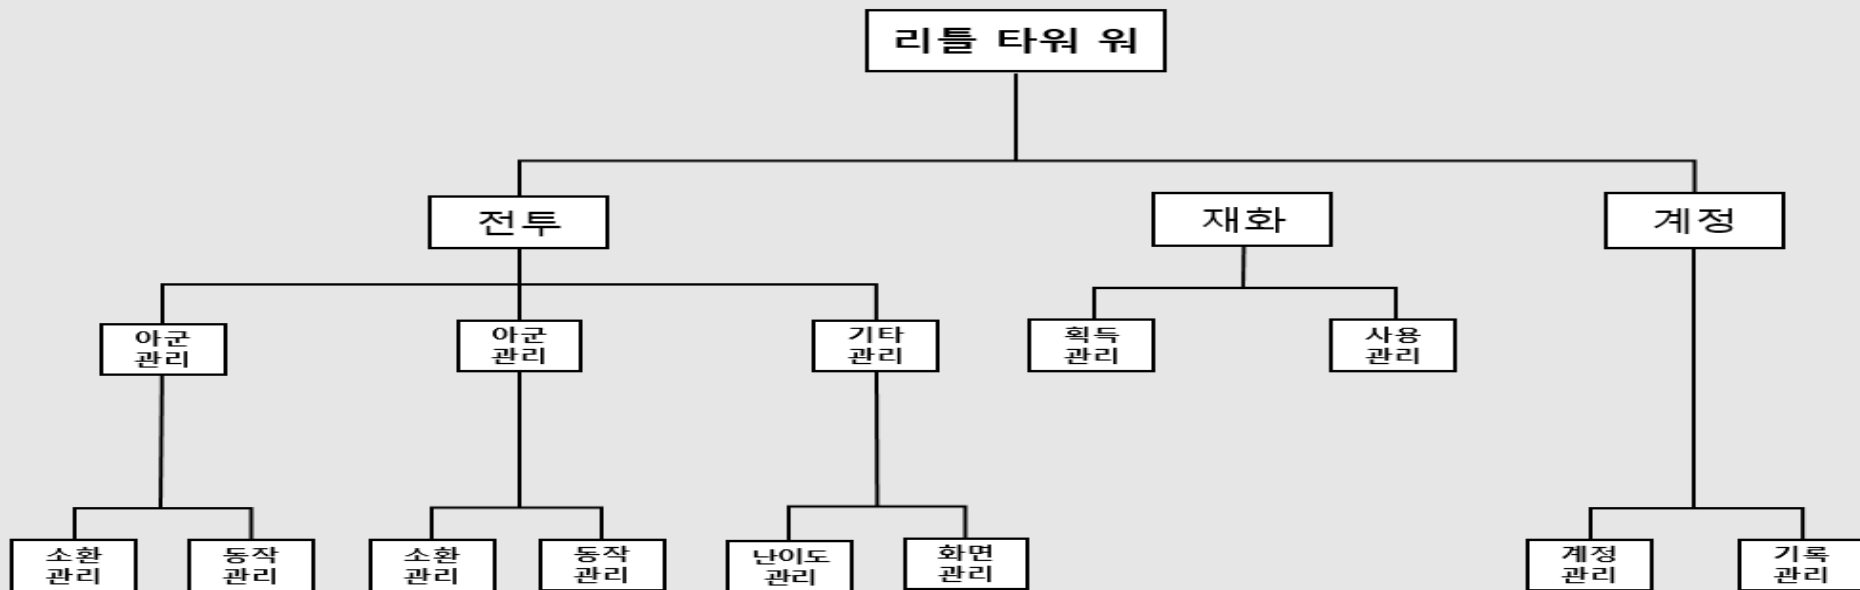 리틀 타워 워
전투
재화
계정
아군
관리
아군
관리
기타
관리
획득
관리
사용
관리
소환
관리
동작
관리
소환
관리
동작
관리
난이도
관리
화면
관리
계정
관리
기록
관리